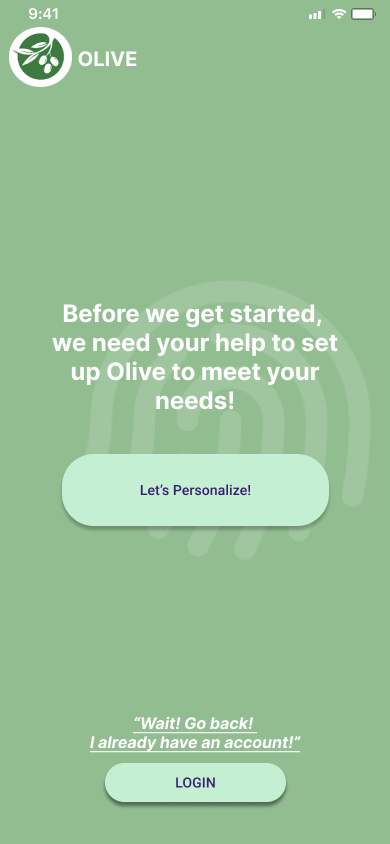 9:41
OLIVE
Before we get started,
we need your help to set
up Olive to meet your
needs!
Let’s Personalize!
“Wait! Go back!
I already have an account!”
LOGIN